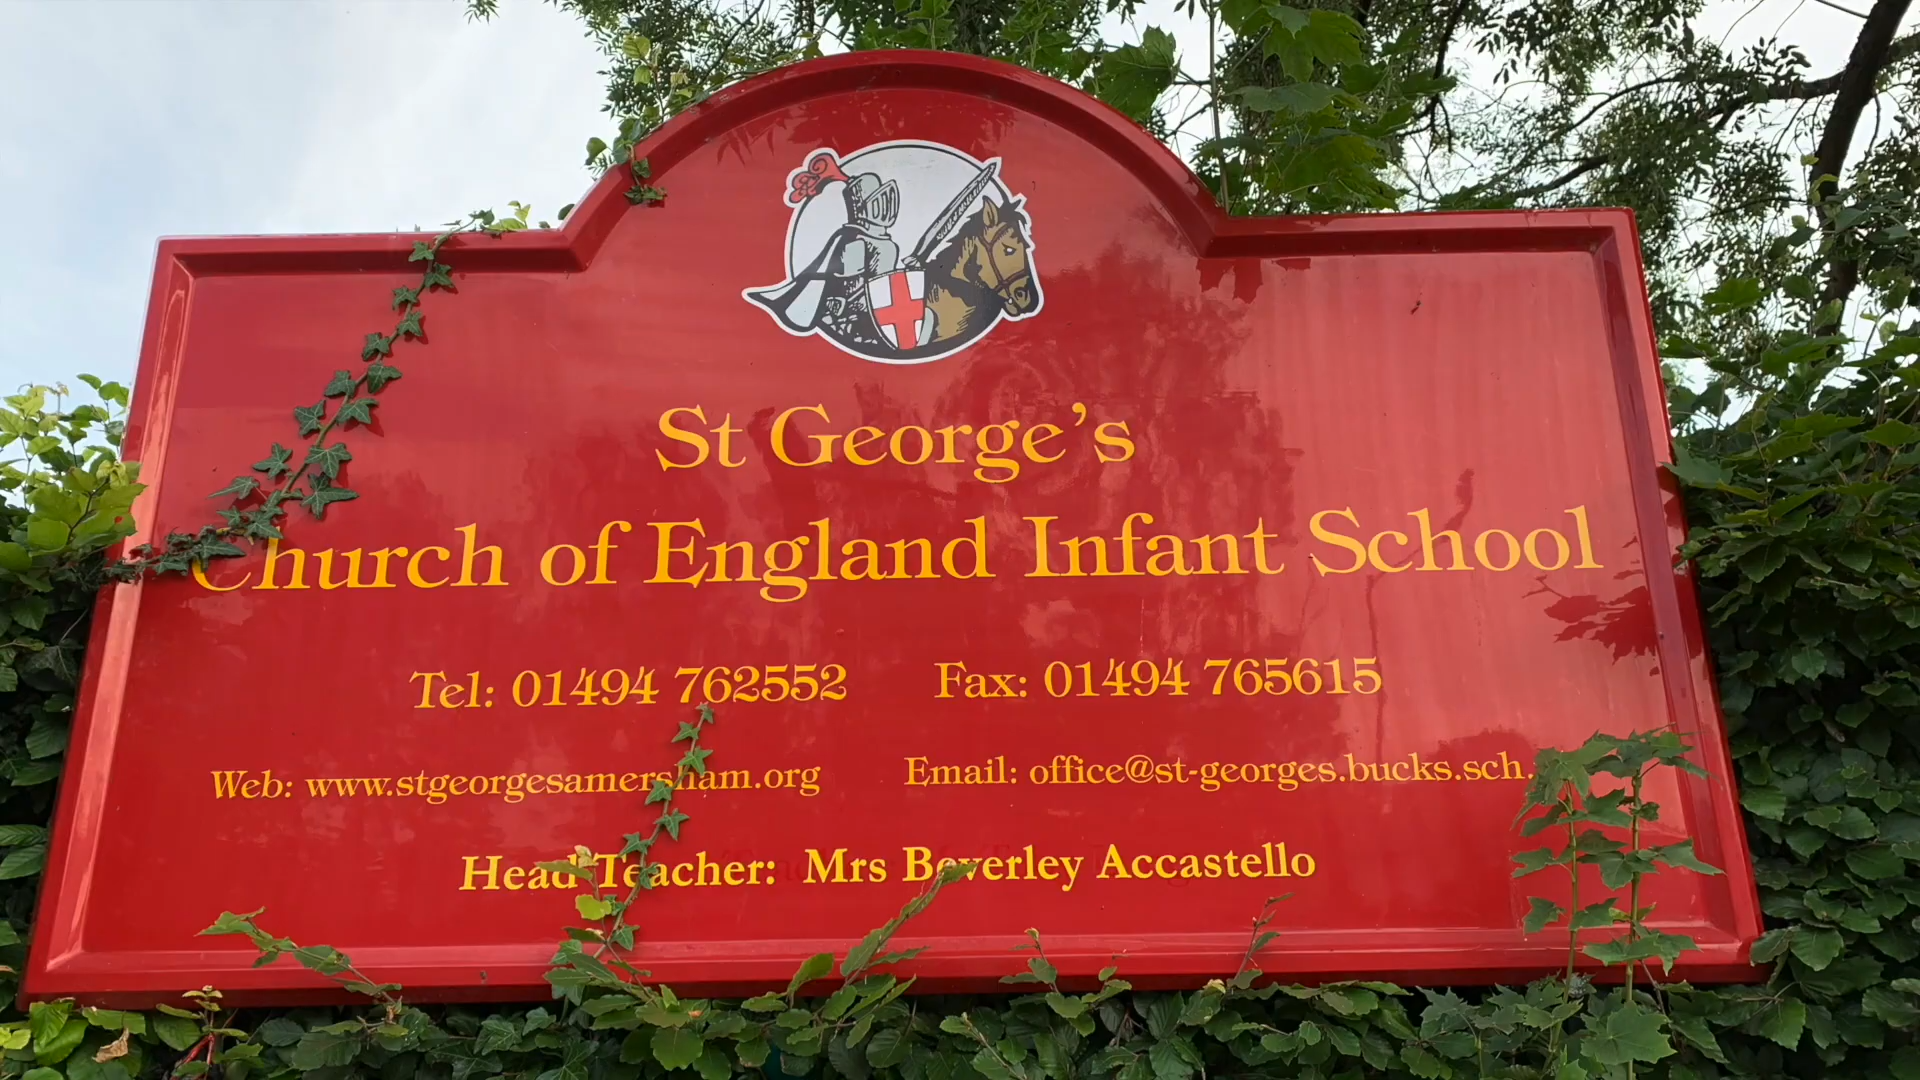 St George's
Church of England Infant School
Tel: 01494 762552 Fax: 01494 765615
Web: www.stgeorgesamersham.org Email: office@st-georges.bucks.sch.
Head Teacher: Mrs Beverley Accastello